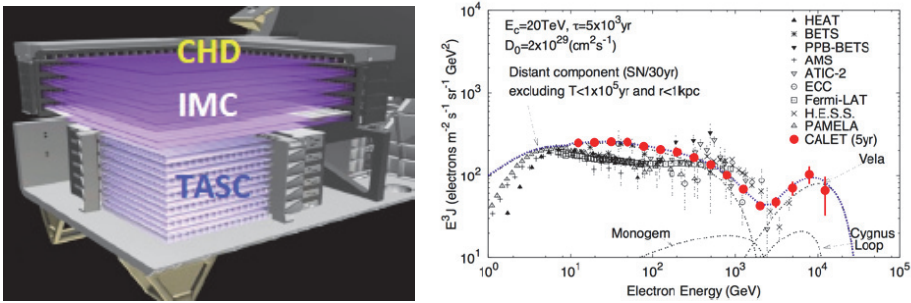 CHD
IMC
TASC
E_c=20TeV, τ=5x10³yr
D₀=2x10²⁹(cm²s⁻¹)
Distant component (SN/30yr)
excluding T<1x10⁵yr and r<1kpc
HEAT
BETS
PPB-BETS
AMS
ATIC-2
ECC
Fermi-LAT
H.E.S.S.
PAMELA
CALET (5yr)
Vela
Monogem
Cygnus
Loop
E³J (electrons m⁻² s⁻¹ sr⁻¹ GeV²)
10³
10²
10¹
10⁰
10¹
10²
10³
10⁴
10⁵
Electron Energy (GeV)